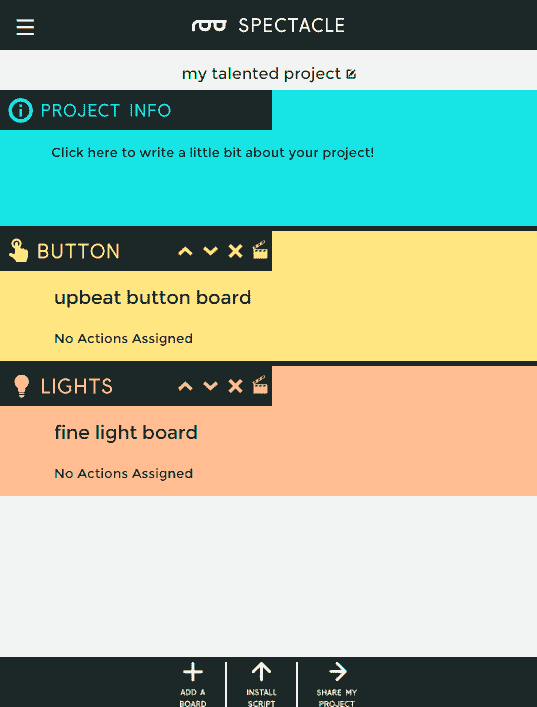 SPECTACLE
my talented project
PROJECT INFO
Click here to write a little bit about your project!
BUTTON
upbeat button board
No Actions Assigned
LIGHTS
fine light board
No Actions Assigned
ADD A
BOARD
INSTALL
SCRIPT
SHARE MY
PROJECT